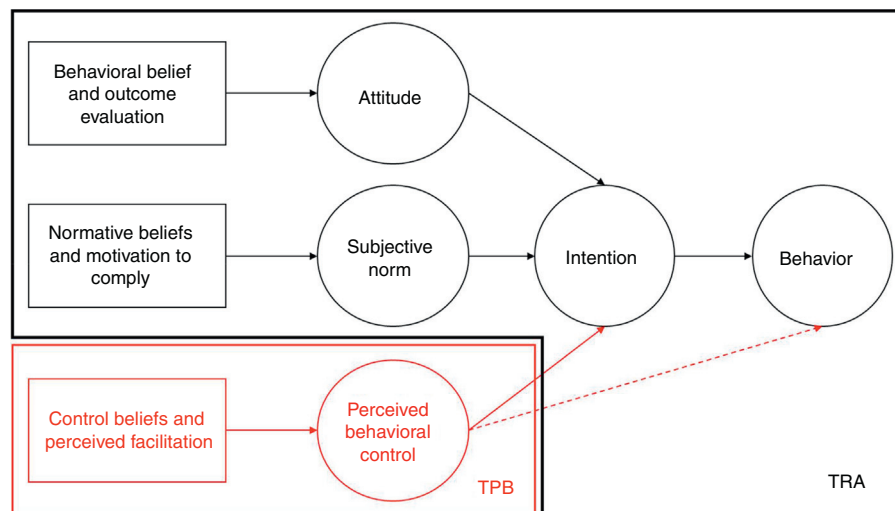 Behavioral belief
and outcome
evaluation
Attitude
Normative beliefs
and motivation to
comply
Subjective
norm
Intention
Behavior
Control beliefs and
perceived facilitation
Perceived
behavioral
control
TPB
TRA